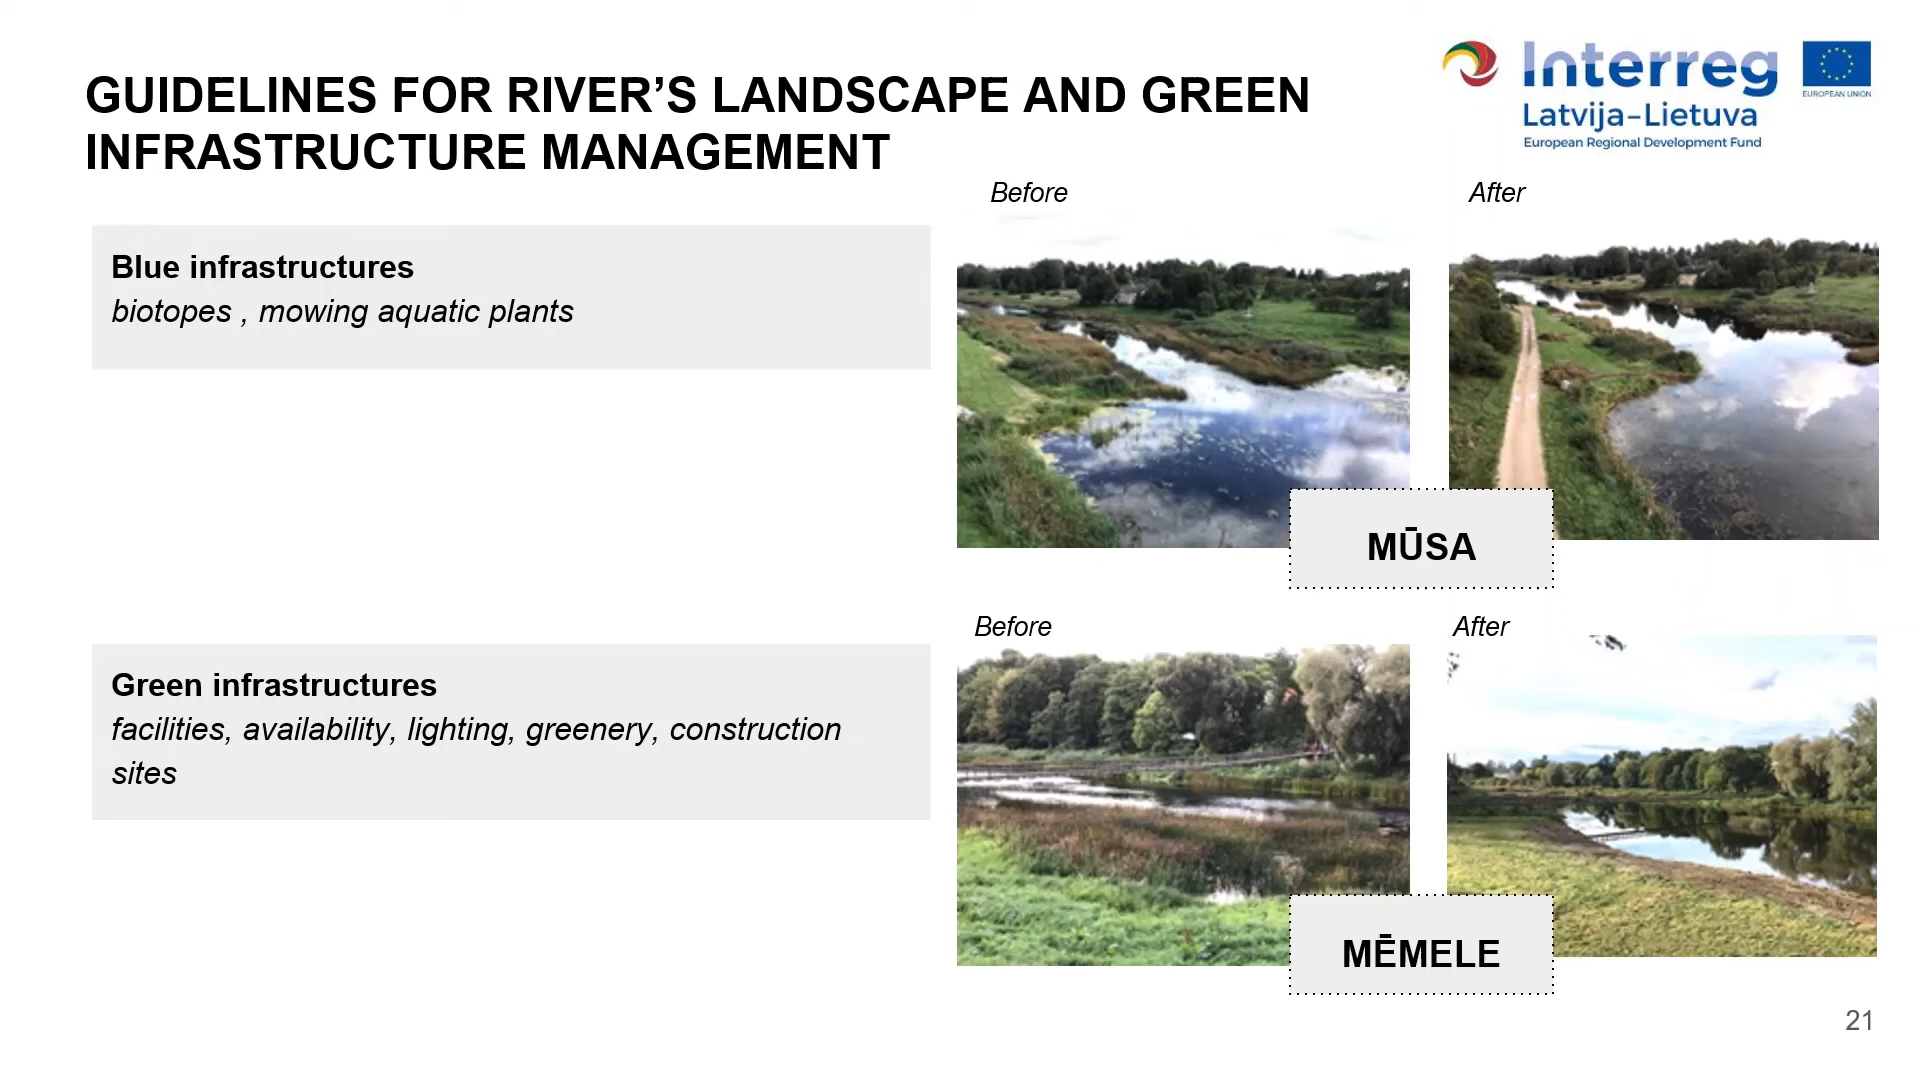 GUIDELINES FOR RIVER’S LANDSCAPE AND GREEN
INFRASTRUCTURE MANAGEMENT
Interreg
Latvija–Lietuva
European Regional Development Fund
EUROPEAN UNION
Blue infrastructures
biotopes , mowing aquatic plants
Before
After
MŪSA
Green infrastructures
facilities, availability, lighting, greenery, construction
sites
Before
After
MĒMELE
21